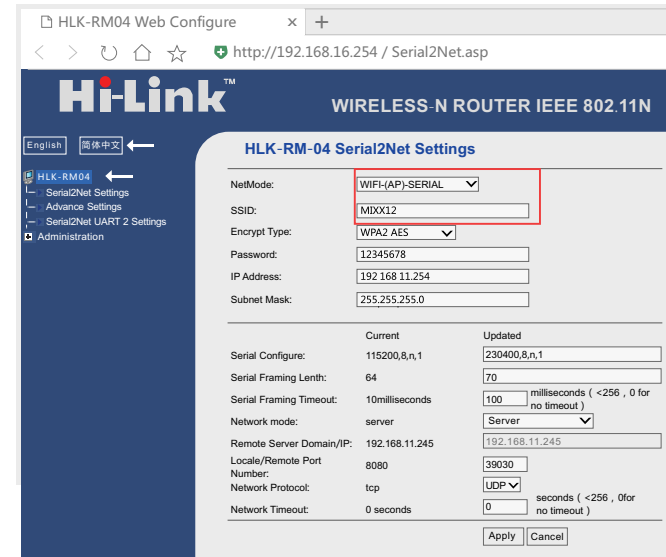 HLK-RM04 Web Configure × +
http://192.168.16.254 / Serial2Net.asp
Hi-Link™
WIRELESS-N ROUTER IEEE 802.11N
English 简体中文
HLK-RM-04 Serial2Net Settings
HLK-RM04
Serial2Net Settings
Advance Settings
Serial2Net UART 2 Settings
Administration
NetMode: WIFI-(AP)-SERIAL
SSID: MIXX12
Encrypt Type: WPA2 AES
Password: 12345678
IP Address: 192 168 11.254
Subnet Mask: 255.255.255.0
Current Updated
Serial Configure: 115200,8,n,1 230400,8,n,1
Serial Framing Lenth: 64 70
Serial Framing Timeout: 10milliseconds 100 milliseconds ( <256 , 0 for
no timeout )
Network mode: server Server
Remote Server Domain/IP: 192.168.11.245 192.168.11.245
Locale/Remote Port
Number: 8080 39030
Network Protocol: tcp UDP
Network Timeout: 0 seconds 0 seconds ( <256 , 0for
no timeout )
Apply Cancel